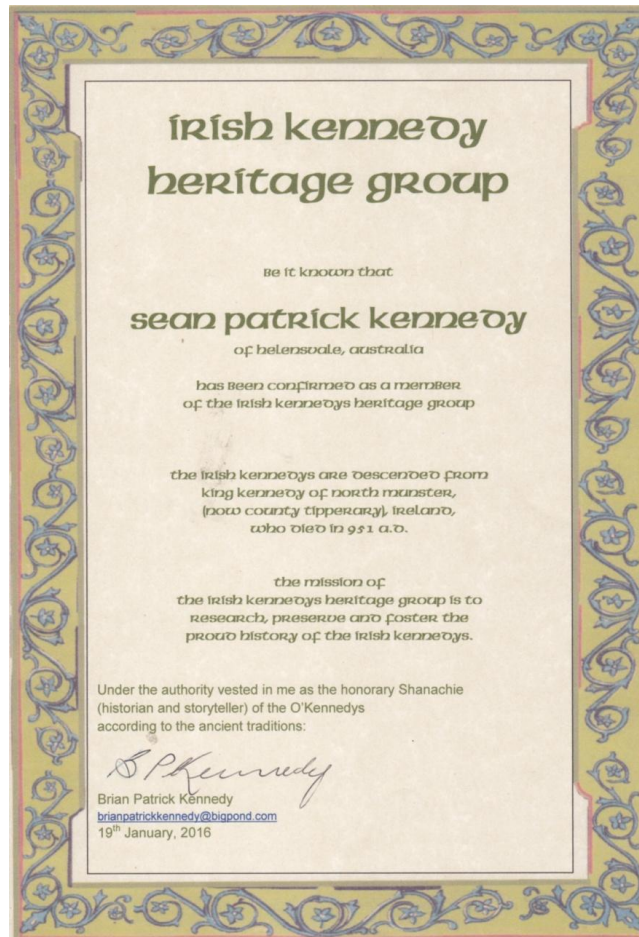 irish kennedy
heritage group
Be it known that
sean patrick kennedy
of helensvale, australia
has Been confirmed as a memBer
of the irish kennedys heritage group
the irish kennedys are descended from
king kennedy of north munster,
(now county tipperary), ireland,
who died in 951 a.d.
the mission of
the irish kennedys heritage group is to
research, preserve and foster the
proud history of the irish kennedys.
Under the authority vested in me as the honorary Shanachie
(historian and storyteller) of the O'Kennedys
according to the ancient traditions:
B P Kennedy
Brian Patrick Kennedy
brianpatrickkennedy@bigpond.com
19th January, 2016